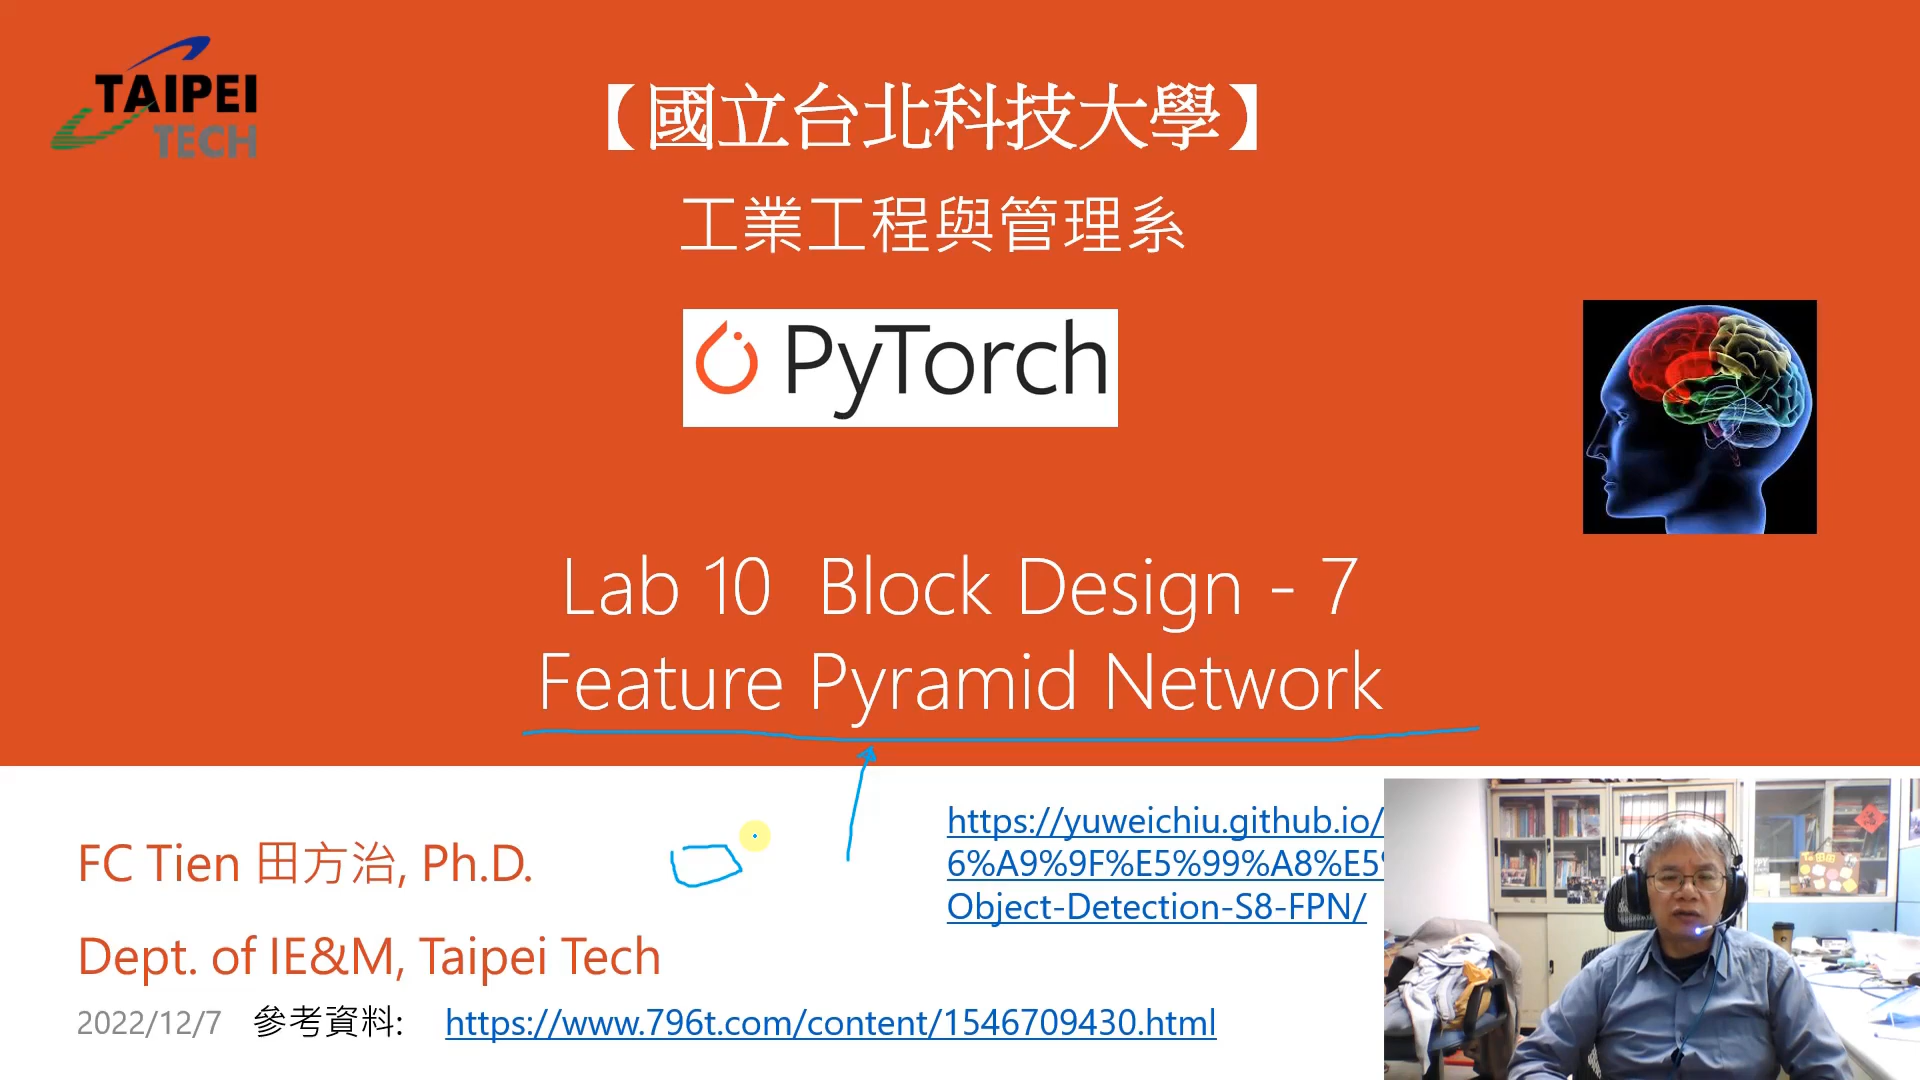 TAIPEI
TECH
【國立台北科技大學】
工業工程與管理系
PyTorch
Lab 10 Block Design - 7
Feature Pyramid Network
FC Tien 田方治, Ph.D.
Dept. of IE&M, Taipei Tech
https://yuweichiu.github.io/
6%A9%9F%E5%99%A8%E5%
Object-Detection-S8-FPN/
2022/12/7 參考資料: https://www.796t.com/content/1546709430.html